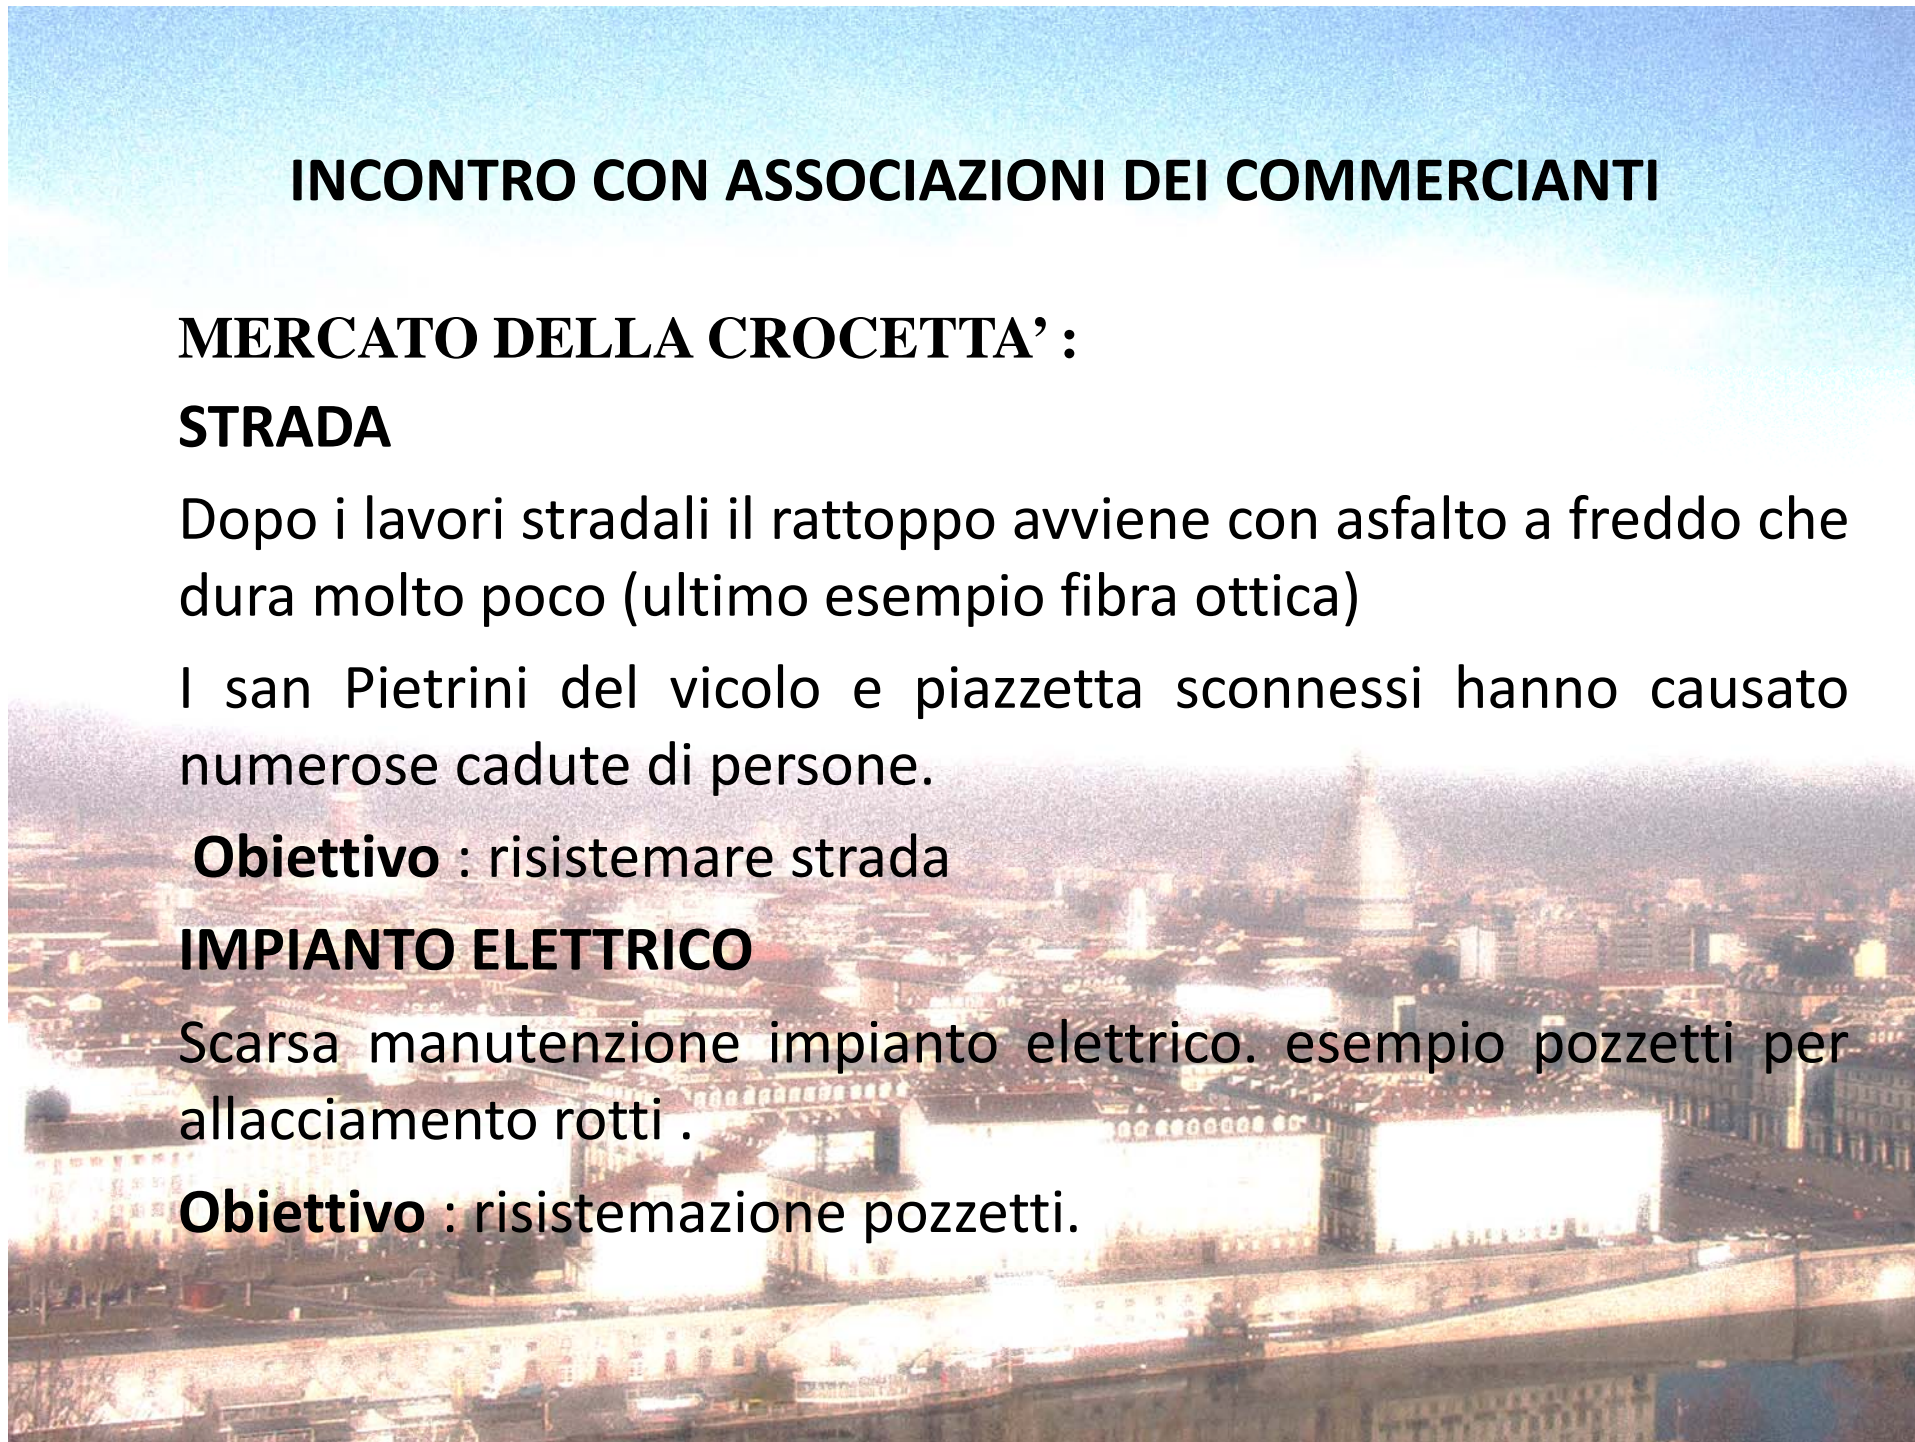 INCONTRO CON ASSOCIAZIONI DEI COMMERCIANTI
MERCATO DELLA CROCETTA’ :
STRADA
Dopo i lavori stradali il rattoppo avviene con asfalto a freddo che
dura molto poco (ultimo esempio fibra ottica)
I san Pietrini del vicolo e piazzetta sconnessi hanno causato
numerose cadute di persone.
Obiettivo : risistemare strada
IMPIANTO ELETTRICO
Scarsa manutenzione impianto elettrico. esempio pozzetti per
allacciamento rotti .
Obiettivo : risistemazione pozzetti.